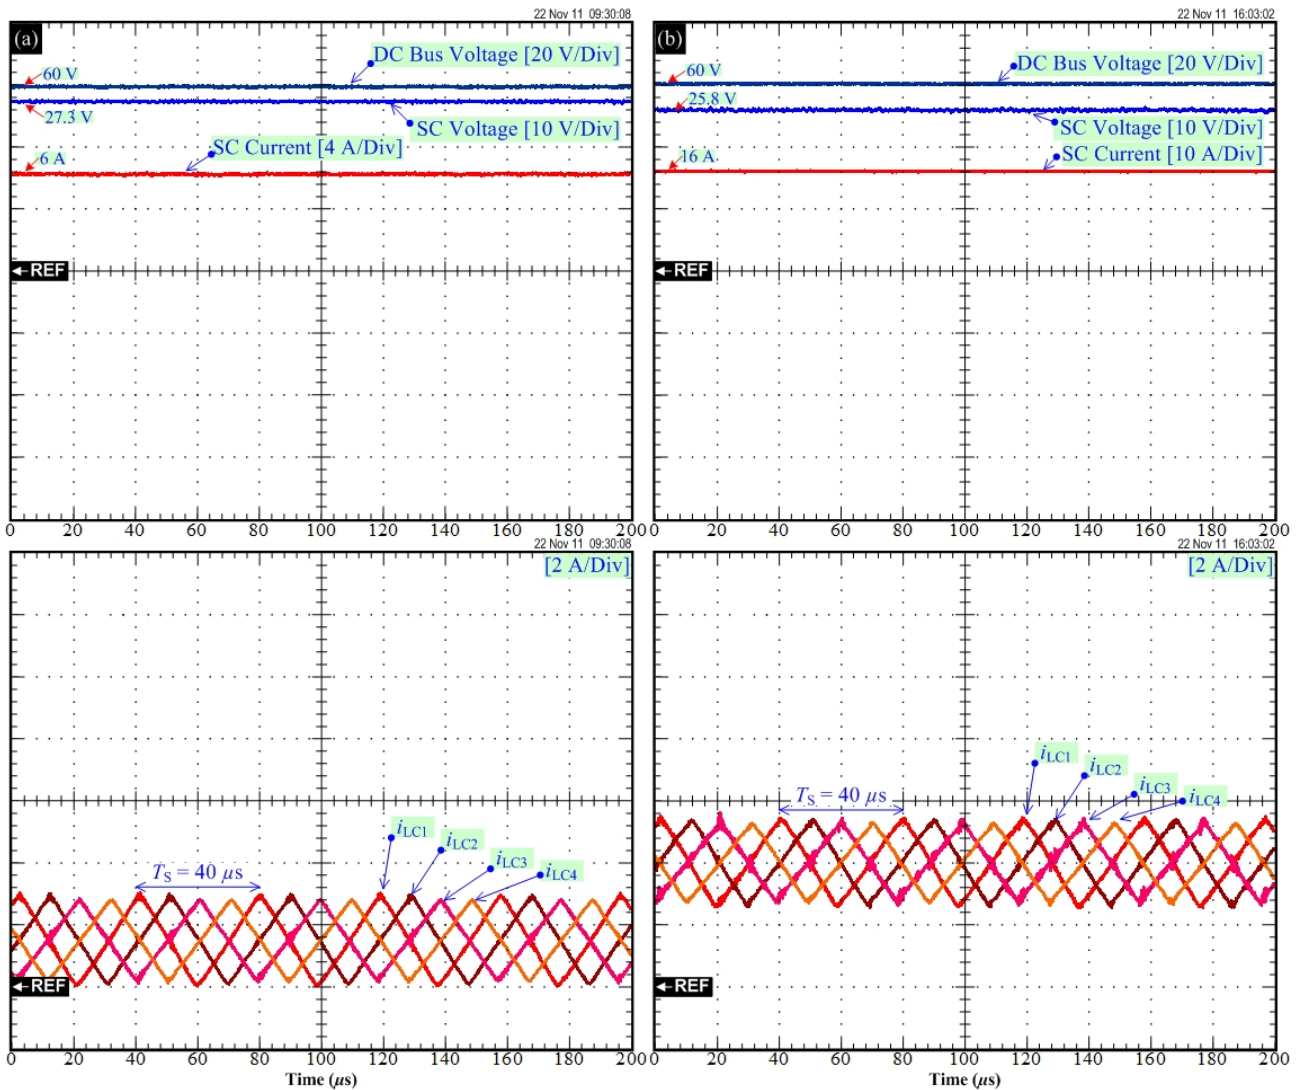 22 Nov 11 09:30:08
(a)
DC Bus Voltage [20 V/Div]
60 V
27.3 V
SC Voltage [10 V/Div]
SC Current [4 A/Div]
6 A
REF
0 20 40 60 80 100 120 140 160 180 200
22 Nov 11 16:03:02
(b)
DC Bus Voltage [20 V/Div]
60 V
25.8 V
SC Voltage [10 V/Div]
16 A
SC Current [10 A/Div]
REF
0 20 40 60 80 100 120 140 160 180 200
22 Nov 11 09:30:08
[2 A/Div]
iLC1
iLC2
iLC3
iLC4
TS = 40 µs
REF
0 20 40 60 80 100 120 140 160 180 200
Time (µs)
22 Nov 11 16:03:02
[2 A/Div]
iLC1
iLC2
iLC3
iLC4
TS = 40 µs
REF
0 20 40 60 80 100 120 140 160 180 200
Time (µs)